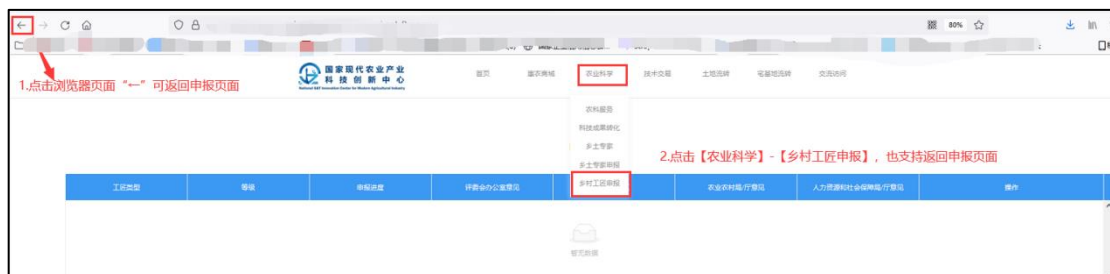 80%
国家现代农业产业
科技创新中心
National S&T Innovation Center for Modern Agricultural Industry
首页
农业科学
技术交易
土地流转
宅基地流转
交流访问
1.点击浏览器页面“←”可返回申报页面
农科服务
科技成果转化
乡土专家
乡土专家申报
乡村工匠申报
2.点击【农业科学】-【乡村工匠申报】，也支持返回申报页面
工匠类型
等级
申报进度
评委会办公室意见
农业农村局/厅意见
人力资源和社会保障局/厅意见
操作
暂无数据